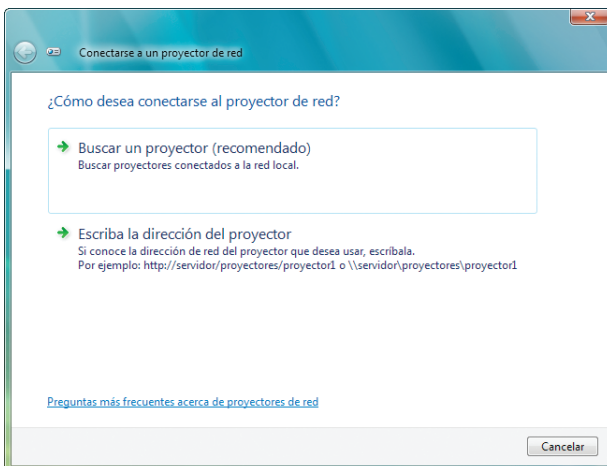 Conectarse a un proyector de red
¿Cómo desea conectarse al proyector de red?
Buscar un proyector (recomendado)
Buscar proyectores conectados a la red local.
Escriba la dirección del proyector
Si conoce la dirección de red del proyector que desea usar, escríbala.
Por ejemplo: http://servidor/proyectores/proyector1 o \\servidor\proyectores\proyector1
Preguntas más frecuentes acerca de proyectores de red
Cancelar